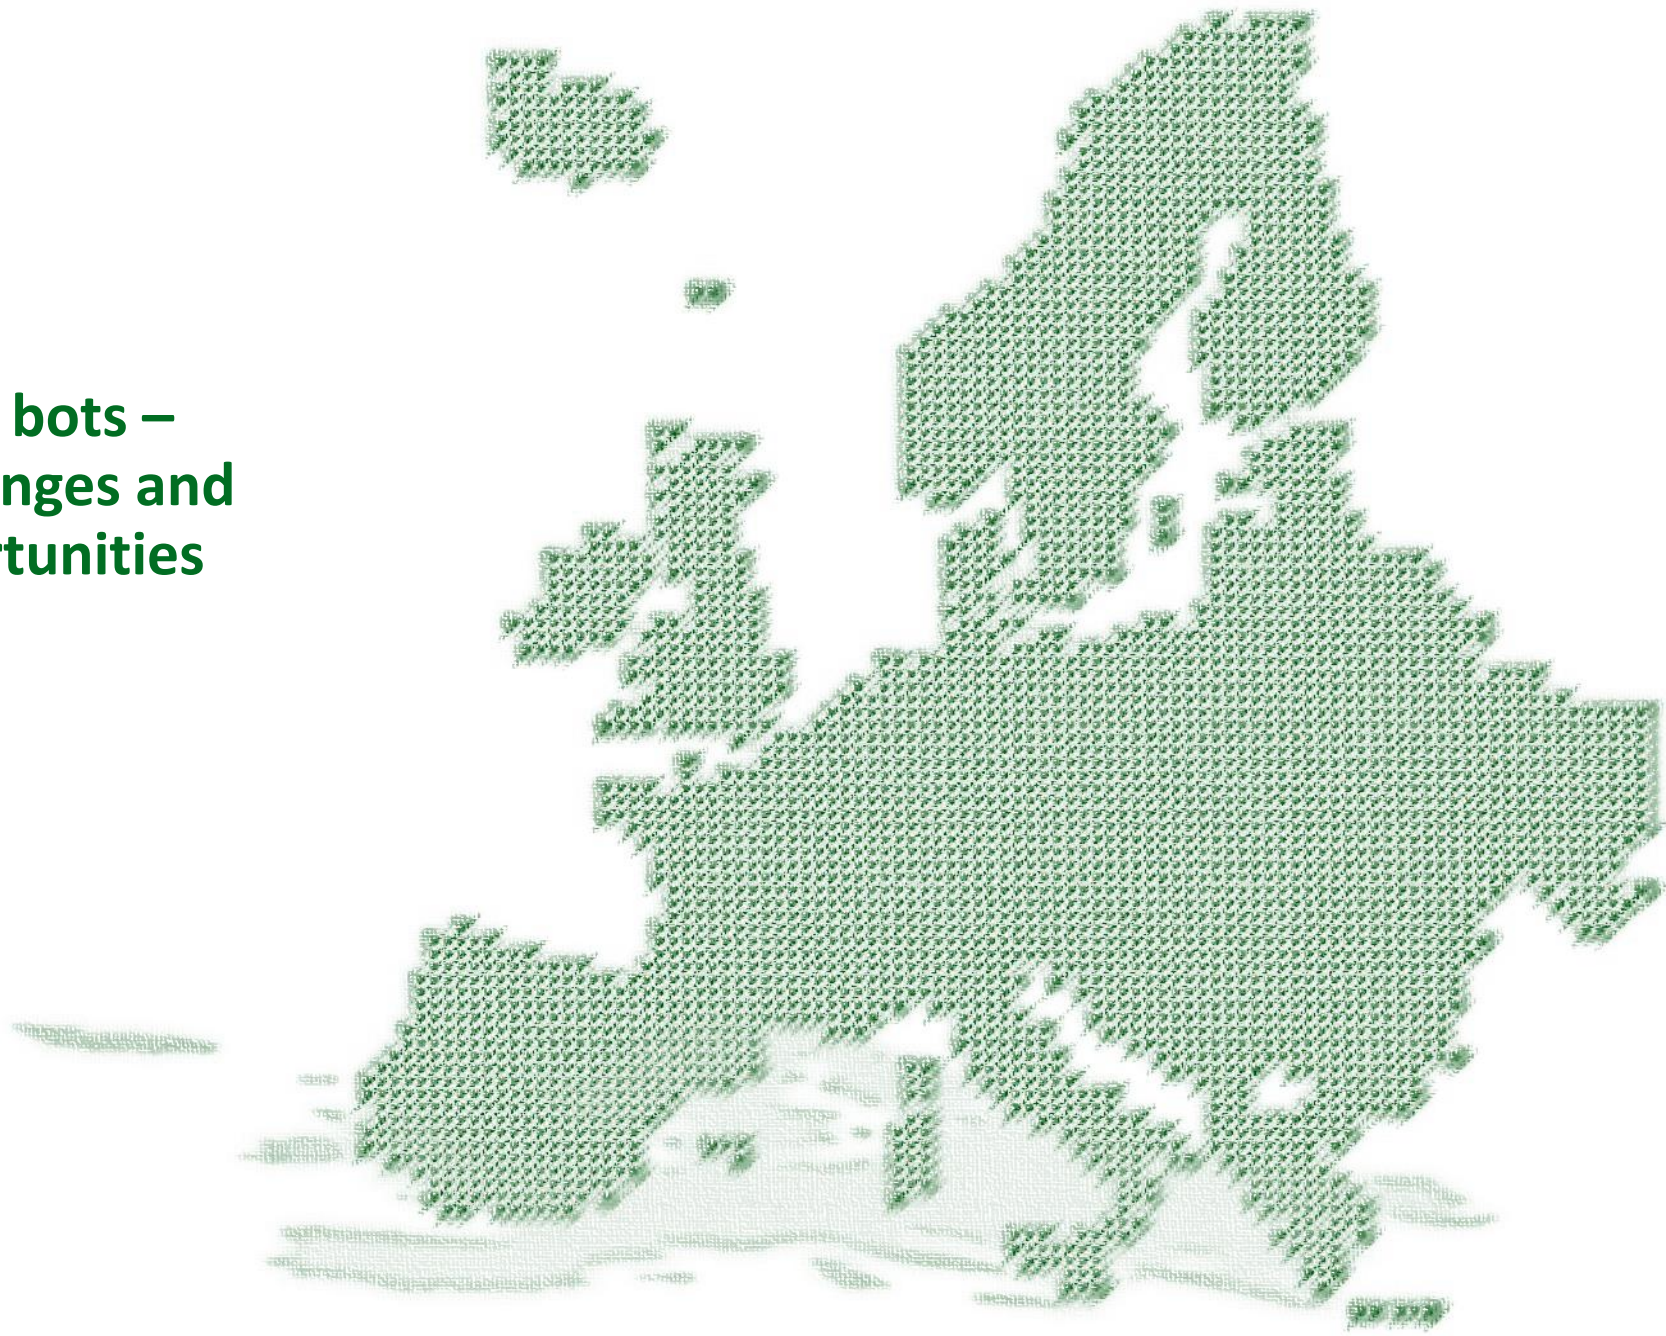 bots –
nges and
rtunities